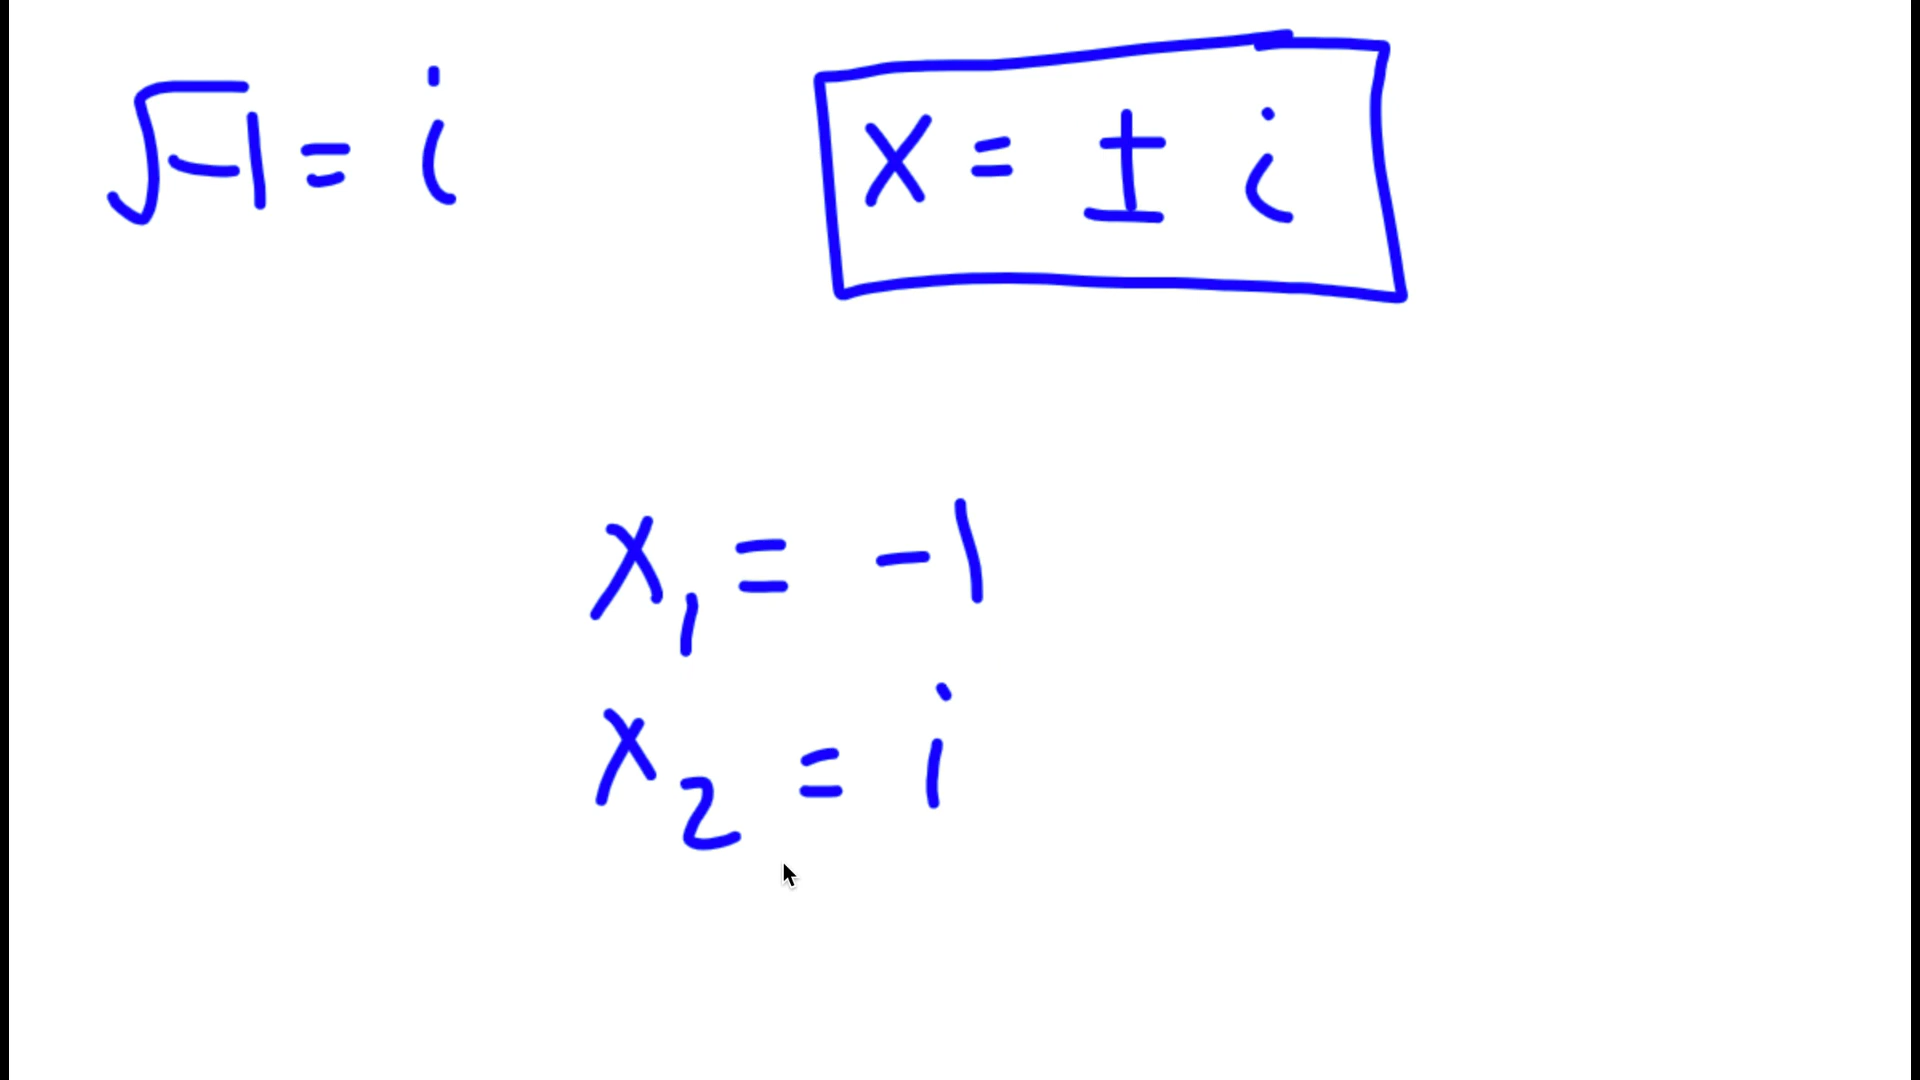 √-1 = i
x = ± i
x₁ = -1
x₂ = i